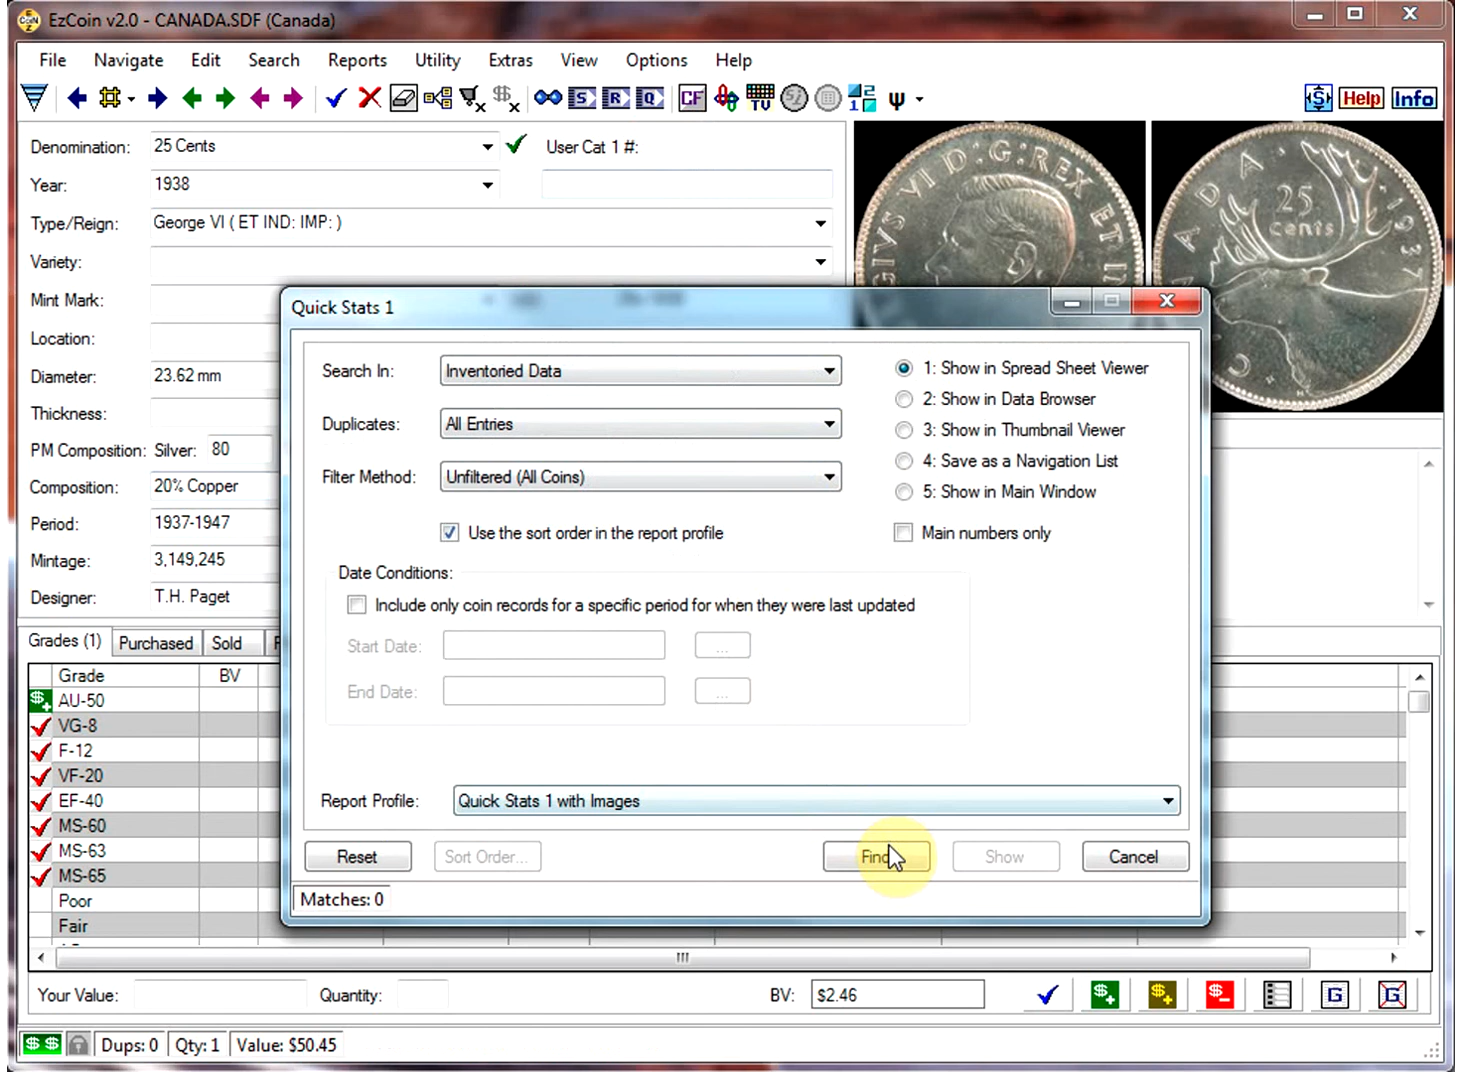 EzCoin v2.0 - CANADA.SDF (Canada)
File Navigate Edit Search Reports Utility Extras View Options Help
S R Q CF TV Help Info
Denomination: 25 Cents User Cat 1 #:
Year: 1938
Type/Reign: George VI ( ET IND: IMP: )
Variety:
Mint Mark:
Location:
Diameter: 23.62 mm
Thickness:
PM Composition: Silver: 80
Composition: 20% Copper
Period: 1937-1947
Mintage: 3,149,245
Designer: T.H. Paget
GIVS VI D:G:REX ET I
CANADA 25 cents 1937
Quick Stats 1
Search In: Inventoried Data
Duplicates: All Entries
Filter Method: Unfiltered (All Coins)
Use the sort order in the report profile
1: Show in Spread Sheet Viewer
2: Show in Data Browser
3: Show in Thumbnail Viewer
4: Save as a Navigation List
5: Show in Main Window
Main numbers only
Date Conditions:
Include only coin records for a specific period for when they were last updated
Start Date: ...
End Date: ...
Report Profile: Quick Stats 1 with Images
Reset Sort Order... Find Show Cancel
Matches: 0
Grades (1) Purchased Sold
Grade BV
AU-50
VG-8
F-12
VF-20
EF-40
MS-60
MS-63
MS-65
Poor
Fair
Your Value: Quantity: BV: $2.46
$ $ Dups: 0 Qty: 1 Value: $50.45